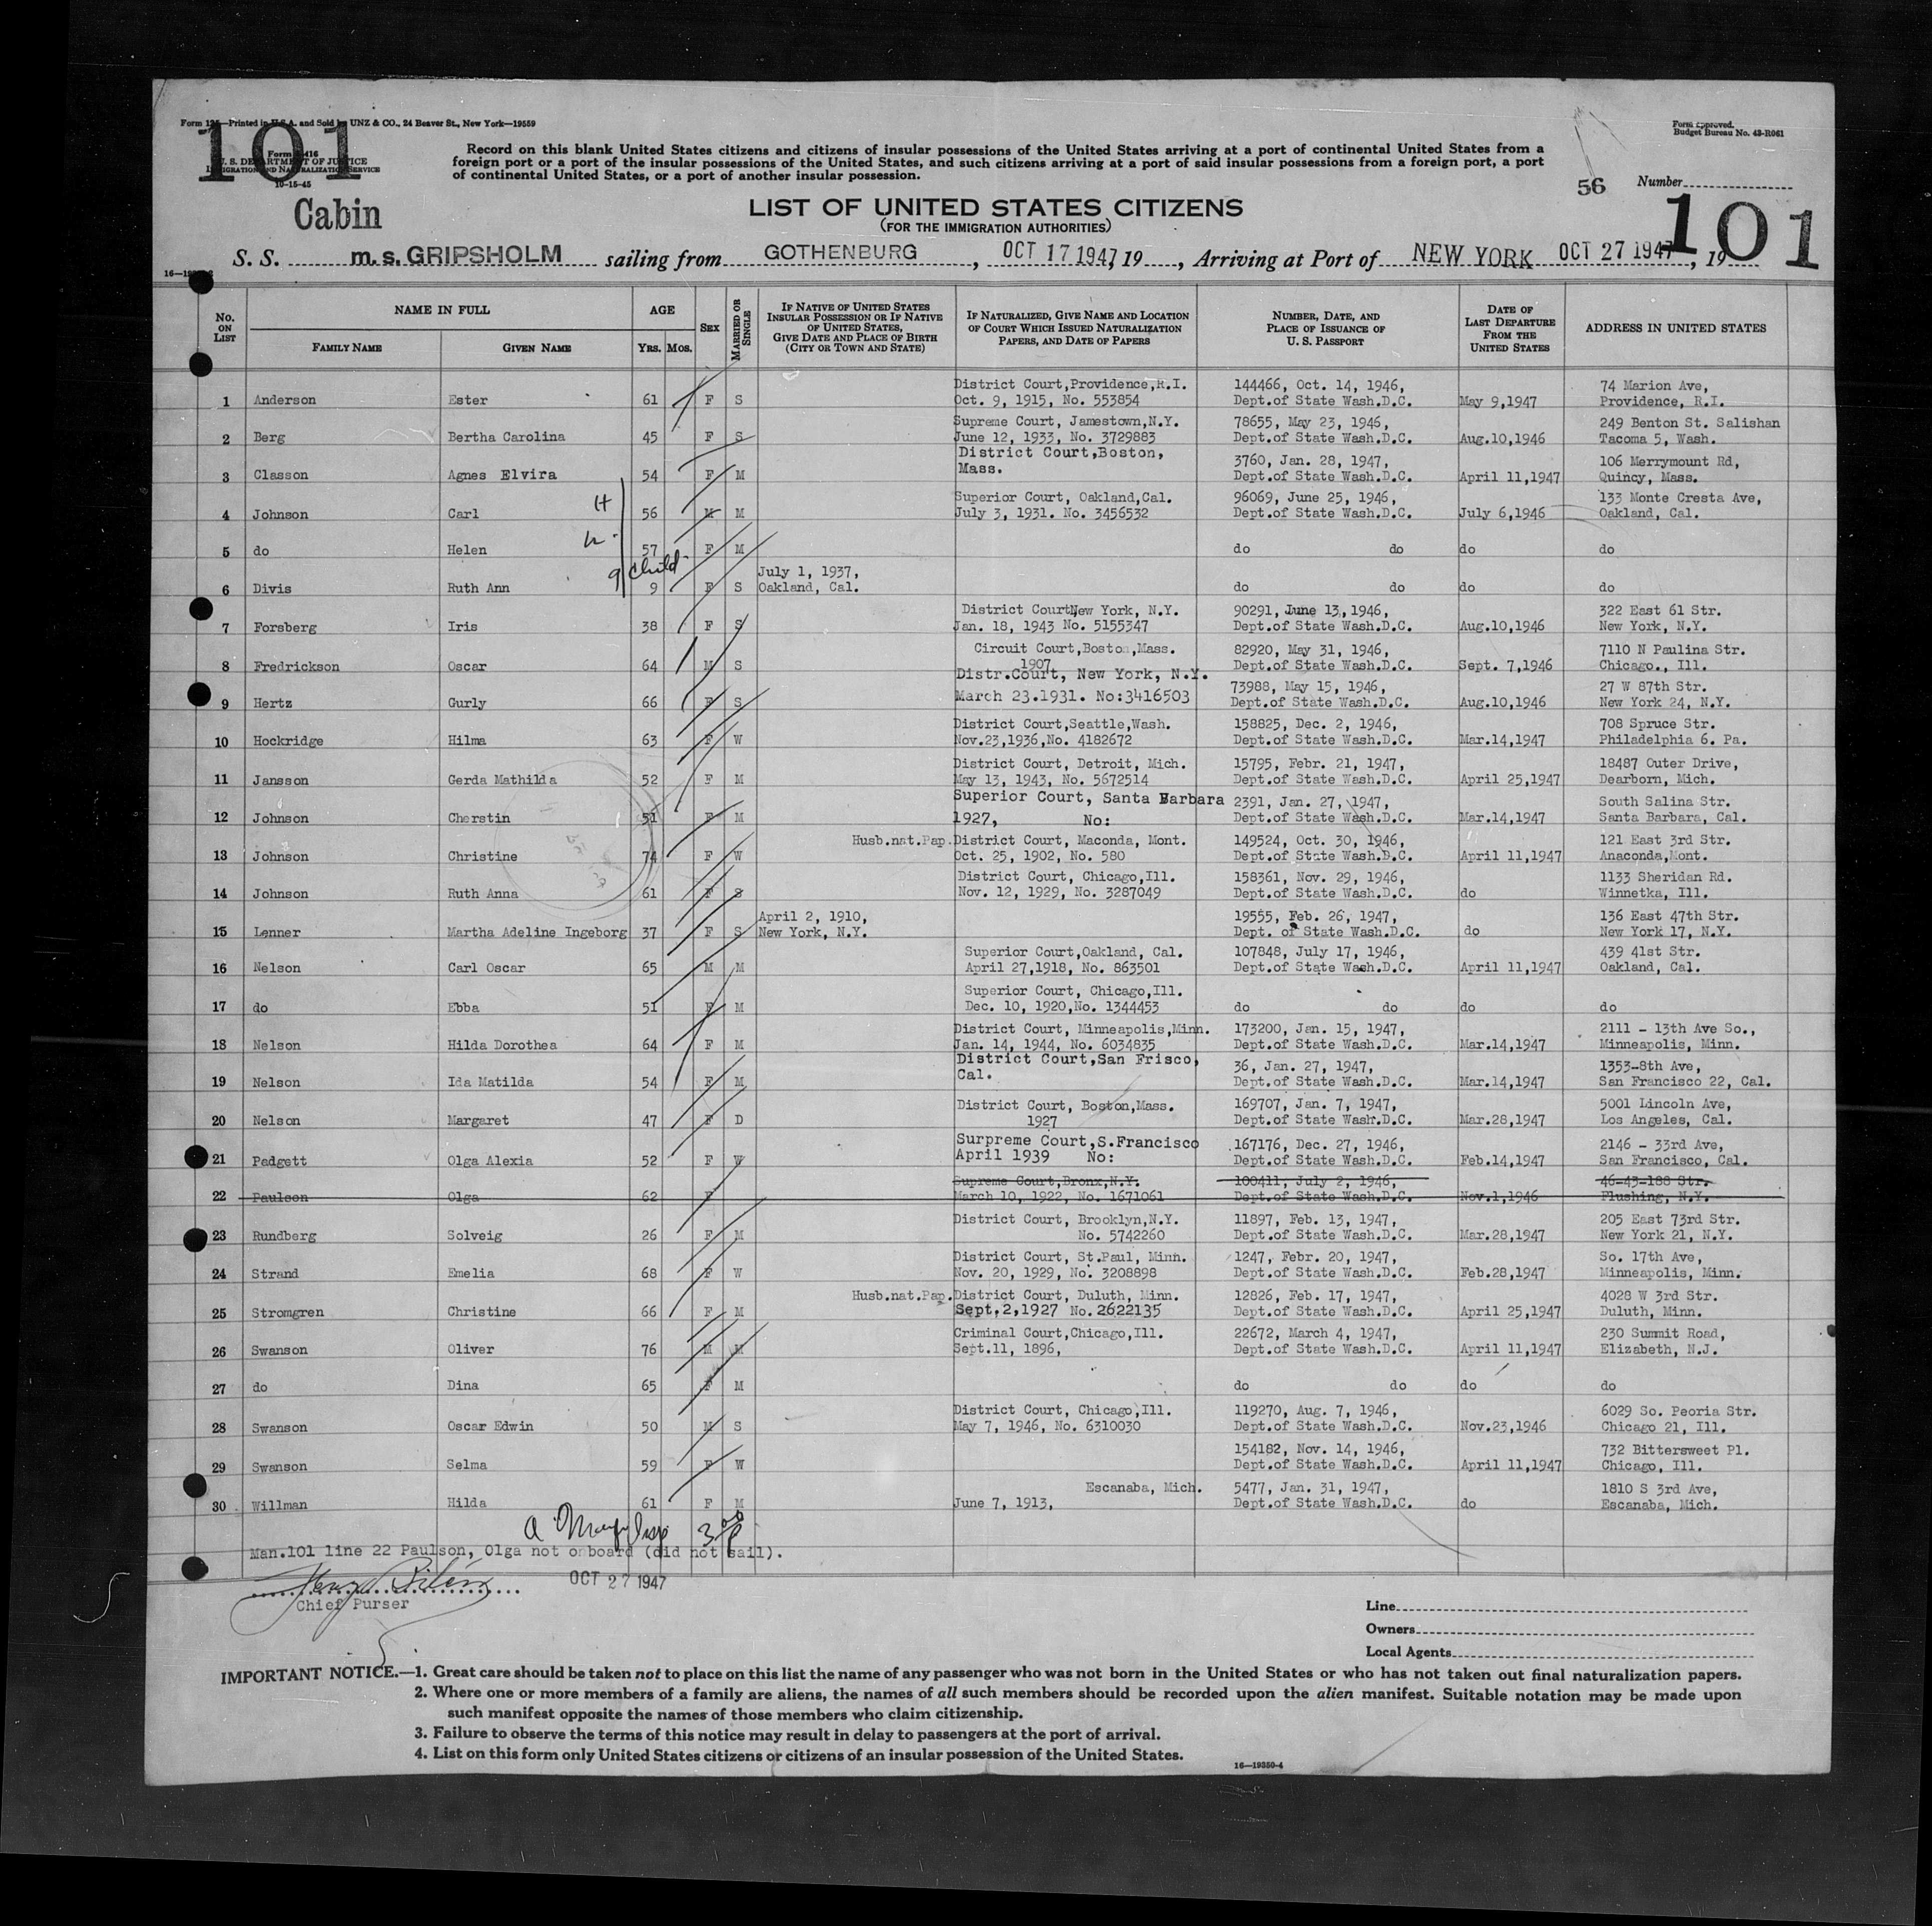 Form 125—Printed in U.S.A. and Sold by UNZ & CO., 24 Beaver St., New York—19559
101
Form I-416
U. S. DEPARTMENT OF JUSTICE
IMMIGRATION AND NATURALIZATION SERVICE
10-15-45
Form approved.
Budget Bureau No. 43-R061
Record on this blank United States citizens and citizens of insular possessions of the United States arriving at a port of continental United States from a
foreign port or a port of the insular possessions of the United States, and such citizens arriving at a port of said insular possessions from a foreign port, a port
of continental United States, or a port of another insular possession.
56 Number
101
Cabin
LIST OF UNITED STATES CITIZENS
(FOR THE IMMIGRATION AUTHORITIES)
S. S. m.s. GRIPSHOLM sailing from GOTHENBURG, OCT 17 1947, 19, Arriving at Port of NEW YORK OCT 27 1947, 19
No. ON LIST
NAME IN FULL
FAMILY NAME GIVEN NAME
AGE
YRS. MOS.
SEX
MARRIED OR SINGLE
IF NATIVE OF UNITED STATES INSULAR POSSESSION OR IF NATIVE OF UNITED STATES, GIVE DATE AND PLACE OF BIRTH (CITY OR TOWN AND STATE)
IF NATURALIZED, GIVE NAME AND LOCATION OF COURT WHICH ISSUED NATURALIZATION PAPERS, AND DATE OF PAPERS
NUMBER, DATE, AND PLACE OF ISSUANCE OF U. S. PASSPORT
DATE OF LAST DEPARTURE FROM THE UNITED STATES
ADDRESS IN UNITED STATES
District Court,Providence,R.I. 144466, Oct. 14, 1946, 74 Marion Ave,
1 Anderson Ester 61 F S Oct. 9, 1915, No. 553854 Dept.of State Wash.D.C. May 9,1947 Providence, R.I.
Supreme Court, Jamestown,N.Y. 78655, May 23, 1946, 249 Benton St. Salishan
2 Berg Bertha Carolina 45 F S June 12, 1933, No. 3729883 Dept.of State Wash.D.C. Aug.10,1946 Tacoma 5, Wash.
District Court,Boston, 3760, Jan. 28, 1947, 106 Merrymount Rd,
3 Classon Agnes Elvira 54 F M Mass. Dept.of State Wash.D.C. April 11,1947 Quincy, Mass.
H Superior Court, Oakland,Cal. 96069, June 25, 1946, 133 Monte Cresta Ave,
4 Johnson Carl 56 M M July 3, 1931. No. 3456532 Dept.of State Wash.D.C. July 6,1946 Oakland, Cal.
5 do Helen 57 F M do do do do
9 child July 1, 1937,
6 Divis Ruth Ann 9 F S Oakland, Cal. do do do do
District Court,New York, N.Y. 90291, June 13, 1946, 322 East 61 Str.
7 Forsberg Iris 38 F S Jan. 18, 1943 No. 5155347 Dept.of State Wash.D.C. Aug.10,1946 New York, N.Y.
Circuit Court,Boston,Mass. 82920, May 31, 1946, 7110 N Paulina Str.
8 Fredrickson Oscar 64 M S 1907 Dept.of State Wash.D.C. Sept. 7,1946 Chicago., Ill.
Distr.Court, New York, N.Y. 73988, May 15, 1946, 27 W 87th Str.
9 Hertz Gurly 66 F S March 23.1931. No:3416503 Dept.of State Wash.D.C. Aug.10,1946 New York 24, N.Y.
District Court,Seattle,Wash. 158825, Dec. 2, 1946, 708 Spruce Str.
10 Hockridge Hilma 63 F W Nov.23,1936,No. 4182672 Dept.of State Wash.D.C. Mar.14,1947 Philadelphia 6. Pa.
District Court, Detroit, Mich. 15795, Febr. 21, 1947, 18487 Outer Drive,
11 Jansson Gerda Mathilda 52 F M May 13, 1943, No. 5672514 Dept.of State Wash.D.C. April 25,1947 Dearborn, Mich.
Superior Court, Santa Barbara 2391, Jan. 27, 1947, South Salina Str.
12 Johnson Cherstin 51 F M 1927, No: Dept.of State Wash.D.C. Mar.14,1947 Santa Barbara, Cal.
Husb.nat.Pap. District Court, Maconda, Mont. 149524, Oct. 30, 1946, 121 East 3rd Str.
13 Johnson Christine 74 F W Oct. 25, 1902, No. 580 Dept.of State Wash.D.C. April 11,1947 Anaconda,Mont.
District Court, Chicago,Ill. 158361, Nov. 29, 1946, 1133 Sheridan Rd.
14 Johnson Ruth Anna 61 F S Nov. 12, 1929, No. 3287049 Dept.of State Wash.D.C. do Winnetka, Ill.
April 2, 1910, 19555, Feb. 26, 1947, 136 East 47th Str.
15 Lenner Martha Adeline Ingeborg 37 F S New York, N.Y. Dept. of State Wash.D.C. do New York 17, N.Y.
Superior Court,Oakland, Cal. 107848, July 17, 1946, 439 41st Str.
16 Nelson Carl Oscar 65 M M April 27,1918, No. 863501 Dept.of State Wash.D.C. April 11,1947 Oakland, Cal.
Superior Court, Chicago,Ill.
17 do Ebba 51 F M Dec. 10, 1920,No. 1344453 do do do do
District Court, Minneapolis,Minn. 173200, Jan. 15, 1947, 2111 - 13th Ave So.,
18 Nelson Hilda Dorothea 64 F M Jan. 14, 1944, No. 6034835 Dept.of State Wash.D.C. Mar.14,1947 Minneapolis, Minn.
District Court,San Frisco, 36, Jan. 27, 1947, 1353-8th Ave,
19 Nelson Ida Matilda 54 F M Cal. Dept.of State Wash.D.C. Mar.14,1947 San Francisco 22, Cal.
District Court, Boston,Mass. 169707, Jan. 7, 1947, 5001 Lincoln Ave,
20 Nelson Margaret 47 F D 1927 Dept.of State Wash.D.C. Mar.28,1947 Los Angeles, Cal.
Surpreme Court,S.Francisco 167176, Dec. 27, 1946, 2146 - 33rd Ave,
21 Padgett Olga Alexia 52 F W April 1939 No: Dept.of State Wash.D.C. Feb.14,1947 San Francisco, Cal.
Supreme Court,Bronx,N.Y. 100411, July 2, 1946, 46-43-188 Str.
22 Paulson Olga 62 F March 10, 1922, No. 1671061 Dept.of State Wash.D.C. Nov.1,1946 Flushing, N.Y.
District Court, Brooklyn,N.Y. 11897, Feb. 13, 1947, 205 East 73rd Str.
23 Rundberg Solveig 26 F M No. 5742260 Dept.of State Wash.D.C. Mar.28,1947 New York 21, N.Y.
District Court, St.Paul, Minn. 1247, Febr. 20, 1947, So. 17th Ave,
24 Strand Emelia 68 F W Nov. 20, 1929, No. 3208898 Dept.of State Wash.D.C. Feb.28,1947 Minneapolis, Minn.
Husb.nat.Pap. District Court, Duluth, Minn. 12826, Feb. 17, 1947, 4028 W 3rd Str.
25 Stromgren Christine 66 F M Sept.2,1927 No.2622135 Dept.of State Wash.D.C. April 25,1947 Duluth, Minn.
Criminal Court,Chicago,Ill. 22672, March 4, 1947, 230 Summit Road,
26 Swanson Oliver 76 M M Sept.11, 1896, Dept.of State Wash.D.C. April 11,1947 Elizabeth, N.J.
27 do Dina 65 F M do do do do
District Court, Chicago,Ill. 119270, Aug. 7, 1946, 6029 So. Peoria Str.
28 Swanson Oscar Edwin 50 M S May 7, 1946, No. 6310030 Dept.of State Wash.D.C. Nov.23,1946 Chicago 21, Ill.
154182, Nov. 14, 1946, 732 Bittersweet Pl.
29 Swanson Selma 59 F W Dept.of State Wash.D.C. April 11,1947 Chicago, Ill.
Escanaba, Mich. 5477, Jan. 31, 1947, 1810 S 3rd Ave,
30 Willman Hilda 61 F M June 7, 1913, Dept.of State Wash.D.C. do Escanaba, Mich.
Man.101 line 22 Paulson, Olga not onboard (did not sail).
OCT 27 1947
Chief Purser
Line
Owners
Local Agents
IMPORTANT NOTICE.—1. Great care should be taken not to place on this list the name of any passenger who was not born in the United States or who has not taken out final naturalization papers.
2. Where one or more members of a family are aliens, the names of all such members should be recorded upon the alien manifest. Suitable notation may be made upon
such manifest opposite the names of those members who claim citizenship.
3. Failure to observe the terms of this notice may result in delay to passengers at the port of arrival.
4. List on this form only United States citizens or citizens of an insular possession of the United States.
16—19350-4